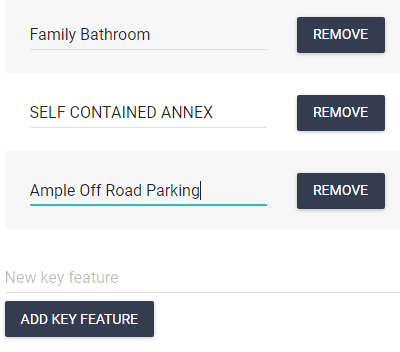 Family Bathroom
REMOVE
SELF CONTAINED ANNEX
REMOVE
Ample Off Road Parking
REMOVE
New key feature
ADD KEY FEATURE